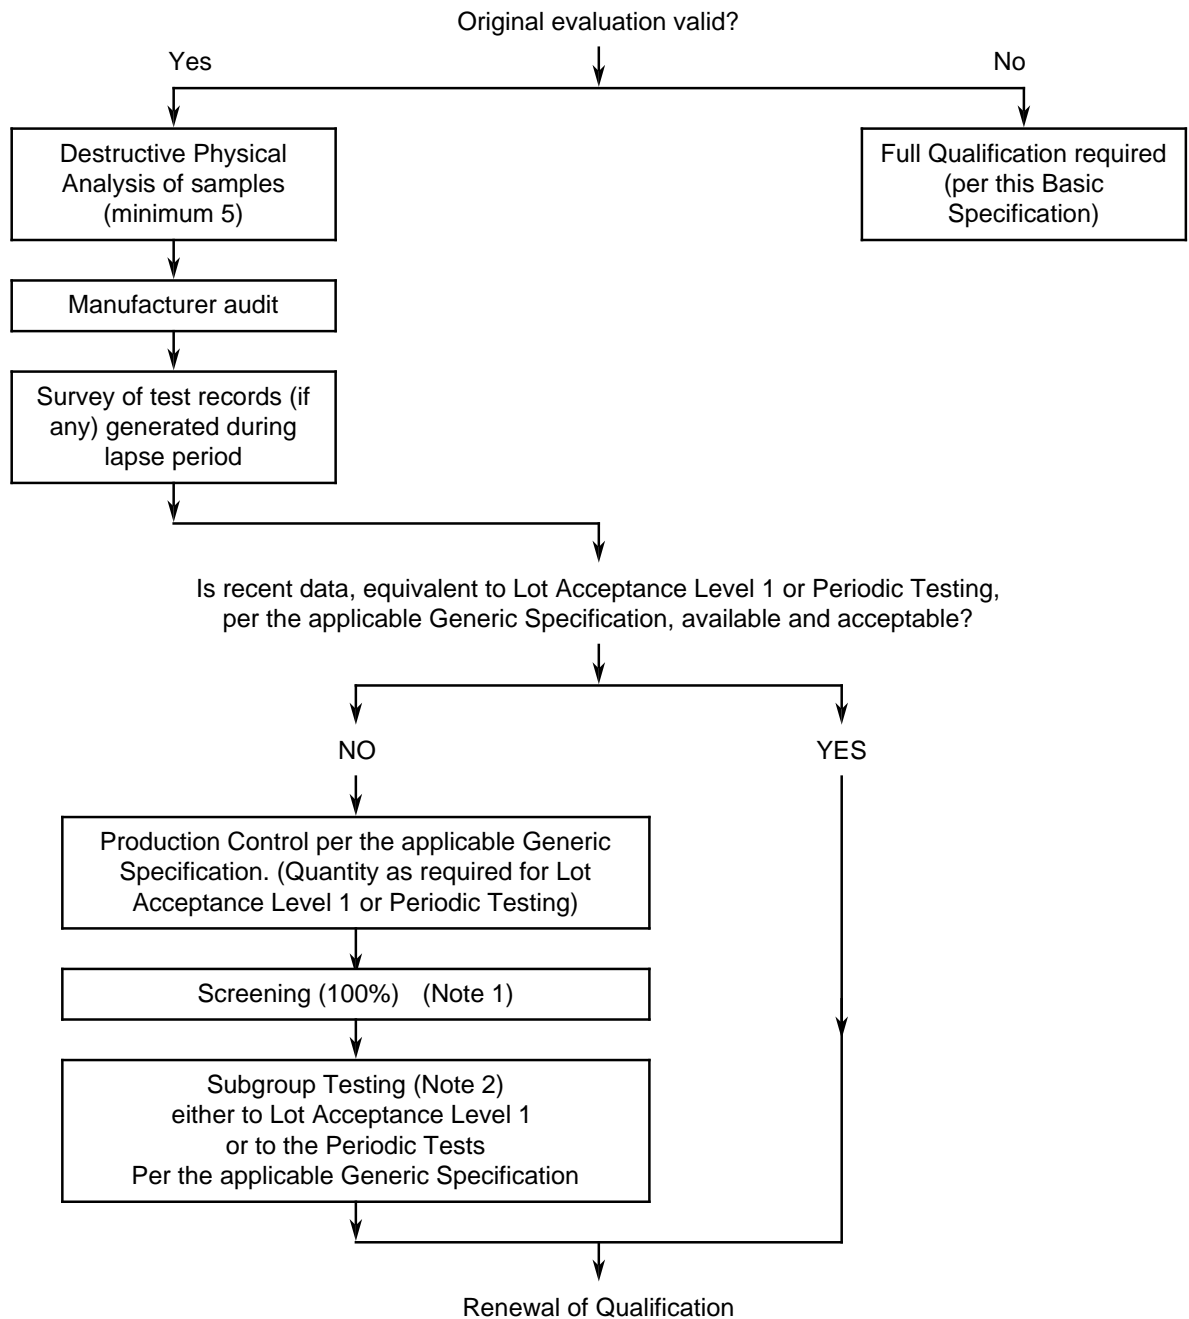 Original evaluation valid?
Yes
No
Destructive Physical
Analysis of samples
(minimum 5)
Full Qualification required
(per this Basic
Specification)
Manufacturer audit
Survey of test records (if
any) generated during
lapse period
Is recent data, equivalent to Lot Acceptance Level 1 or Periodic Testing,
per the applicable Generic Specification, available and acceptable?
NO
YES
Production Control per the applicable Generic
Specification. (Quantity as required for Lot
Acceptance Level 1 or Periodic Testing)
Screening (100%) (Note 1)
Subgroup Testing (Note 2)
either to Lot Acceptance Level 1
or to the Periodic Tests
Per the applicable Generic Specification
Renewal of Qualification